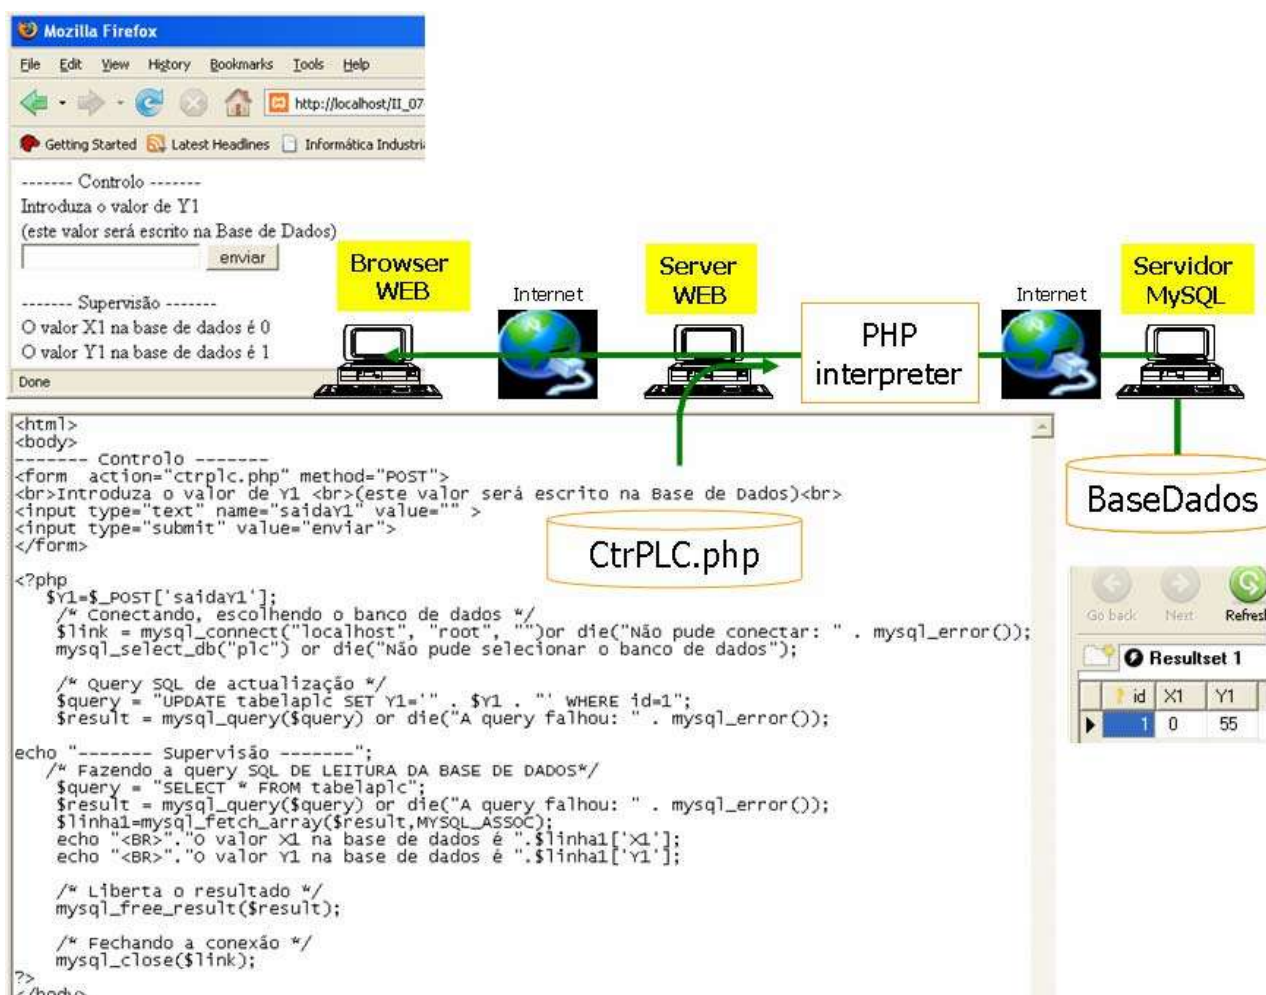 Mozilla Firefox
File Edit View History Bookmarks Tools Help
http://localhost/II_07
Getting Started Latest Headlines Informática Industri
------- Controlo -------
Introduza o valor de Y1
(este valor será escrito na Base de Dados)
enviar
------- Supervisão -------
O valor X1 na base de dados é 0
O valor Y1 na base de dados é 1
Done
Browser
WEB
Internet
Server
WEB
PHP
interpreter
Internet
Servidor
MySQL
BaseDados
CtrPLC.php
<html>
<body>
------- Controlo -------
<form  action="ctrplc.php" method="POST">
<br>Introduza o valor de Y1 <br>(este valor será escrito na Base de Dados)<br>
<input type="text" name="saidaY1" value="" >
<input type="submit" value="enviar">
</form>
<?php
$Y1=$_POST['saidaY1'];
/* Conectando, escolhendo o banco de dados */
$link = mysql_connect("localhost", "root", "")or die("Não pude conectar: " . mysql_error());
mysql_select_db("plc") or die("Não pude selecionar o banco de dados");
/* Query SQL de actualização */
$query = "UPDATE tabelaplc SET Y1='" . $Y1 . "' WHERE id=1";
$result = mysql_query($query) or die("A query falhou: " . mysql_error());
echo "------- Supervisão -------";
/* Fazendo a query SQL DE LEITURA DA BASE DE DADOS*/
$query = "SELECT * FROM tabelaplc";
$result = mysql_query($query) or die("A query falhou: " . mysql_error());
$linha1=mysql_fetch_array($result,MYSQL_ASSOC);
echo "<BR>"."O valor X1 na base de dados é ".$linha1['X1'];
echo "<BR>"."O valor Y1 na base de dados é ".$linha1['Y1'];
/* Liberta o resultado */
mysql_free_result($result);
/* Fechando a conexão */
mysql_close($link);
?>
</body>
Go back Next Refresh
Resultset 1
id X1 Y1
1 0 55